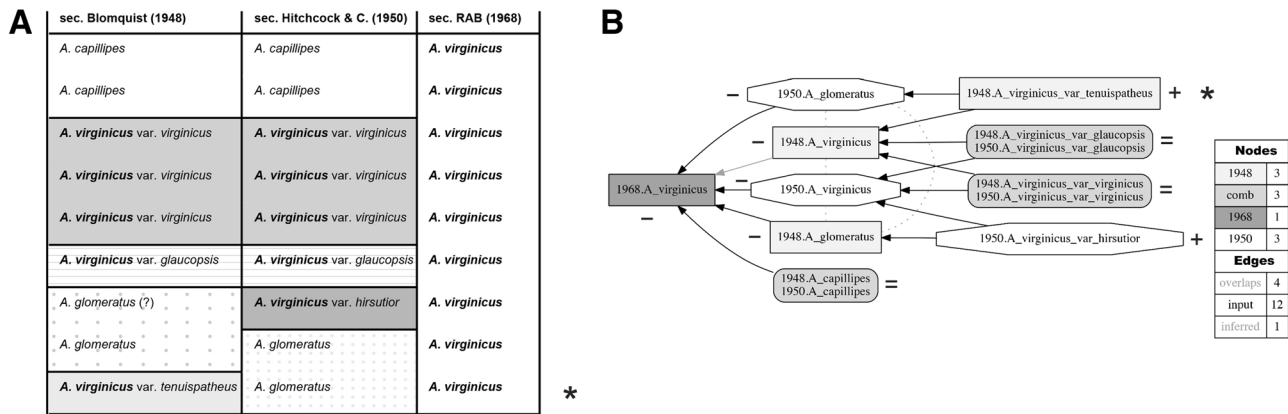 A
sec. Blomquist (1948) sec. Hitchcock & C. (1950) sec. RAB (1968)
A. capillipes A. capillipes A. virginicus
A. capillipes A. capillipes A. virginicus
A. virginicus var. virginicus A. virginicus var. virginicus A. virginicus
A. virginicus var. virginicus A. virginicus var. virginicus A. virginicus
A. virginicus var. virginicus A. virginicus var. virginicus A. virginicus
A. virginicus var. glaucopsis A. virginicus var. glaucopsis A. virginicus
A. glomeratus (?) A. virginicus var. hirsutior A. virginicus
A. glomeratus A. glomeratus A. virginicus
A. virginicus var. tenuispatheus A. glomeratus A. virginicus *
B
– 1950.A_glomeratus
1948.A_virginicus_var_tenuispatheus + *
– 1948.A_virginicus
1948.A_virginicus_var_glaucopsis
1950.A_virginicus_var_glaucopsis =
1968.A_virginicus –
– 1950.A_virginicus
1948.A_virginicus_var_virginicus
1950.A_virginicus_var_virginicus =
– 1948.A_glomeratus
1950.A_virginicus_var_hirsutior +
1948.A_capillipes
1950.A_capillipes =
Nodes
1948 3
comb 3
1968 1
1950 3
Edges
overlaps 4
input 12
inferred 1